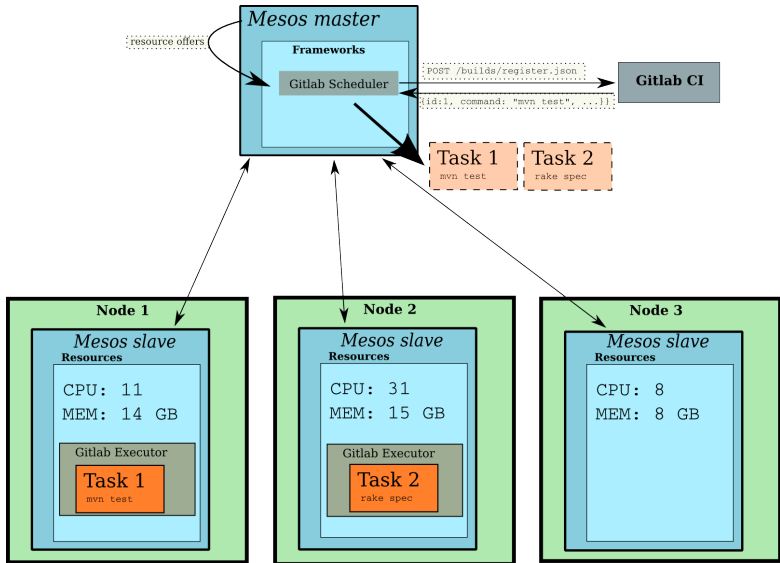 Mesos master
resource offers
Frameworks
Gitlab Scheduler
POST /builds/register.json
{id:1, command: "mvn test", ...}}
Gitlab CI
Task 1
mvn test
Task 2
rake spec
Node 1
Mesos slave
Resources
CPU: 11
MEM: 14 GB
Gitlab Executor
Task 1
mvn test
Node 2
Mesos slave
Resources
CPU: 31
MEM: 15 GB
Gitlab Executor
Task 2
rake spec
Node 3
Mesos slave
Resources
CPU: 8
MEM: 8 GB